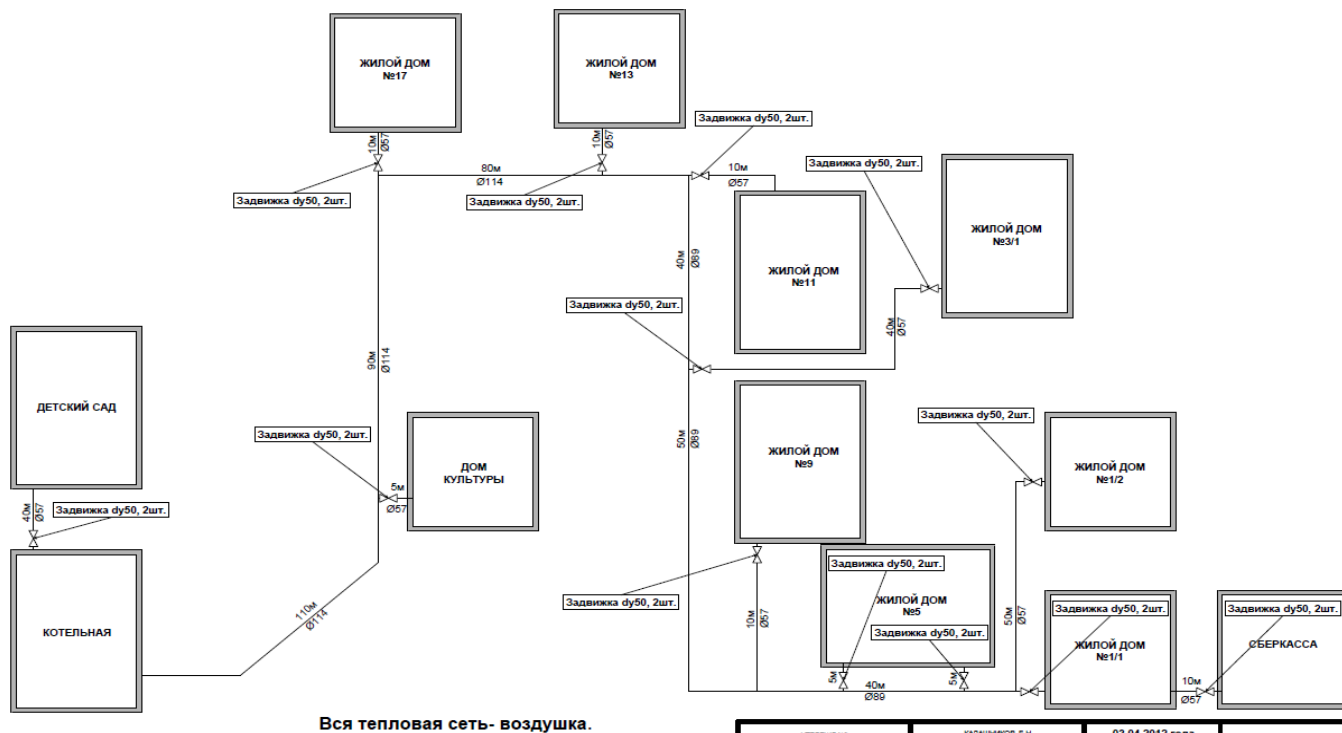 ЖИЛОЙ ДОМ
№17
ЖИЛОЙ ДОМ
№13
Задвижка dy50, 2шт.
10м
Ø57
10м
Ø57
80м
Ø114
10м
Ø57
Задвижка dy50, 2шт.
Задвижка dy50, 2шт.
Задвижка dy50, 2шт.
ЖИЛОЙ ДОМ
№3/1
40м
Ø89
ЖИЛОЙ ДОМ
№11
Задвижка dy50, 2шт.
40м
Ø57
90м
Ø114
ДЕТСКИЙ САД
Задвижка dy50, 2шт.
ДОМ
КУЛЬТУРЫ
5м
Ø57
50м
Ø89
ЖИЛОЙ ДОМ
№9
Задвижка dy50, 2шт.
ЖИЛОЙ ДОМ
№1/2
40м
Ø57
Задвижка dy50, 2шт.
КОТЕЛЬНАЯ
110м
Ø114
Задвижка dy50, 2шт.
10м
Ø57
Задвижка dy50, 2шт.
ЖИЛОЙ ДОМ
№5
Задвижка dy50, 2шт.
5м
5м
40м
Ø89
50м
Ø57
Задвижка dy50, 2шт.
ЖИЛОЙ ДОМ
№1/1
10м
Ø57
Задвижка dy50, 2шт.
СБЕРКАССА
Вся тепловая сеть- воздушка.
03.04.2012 года